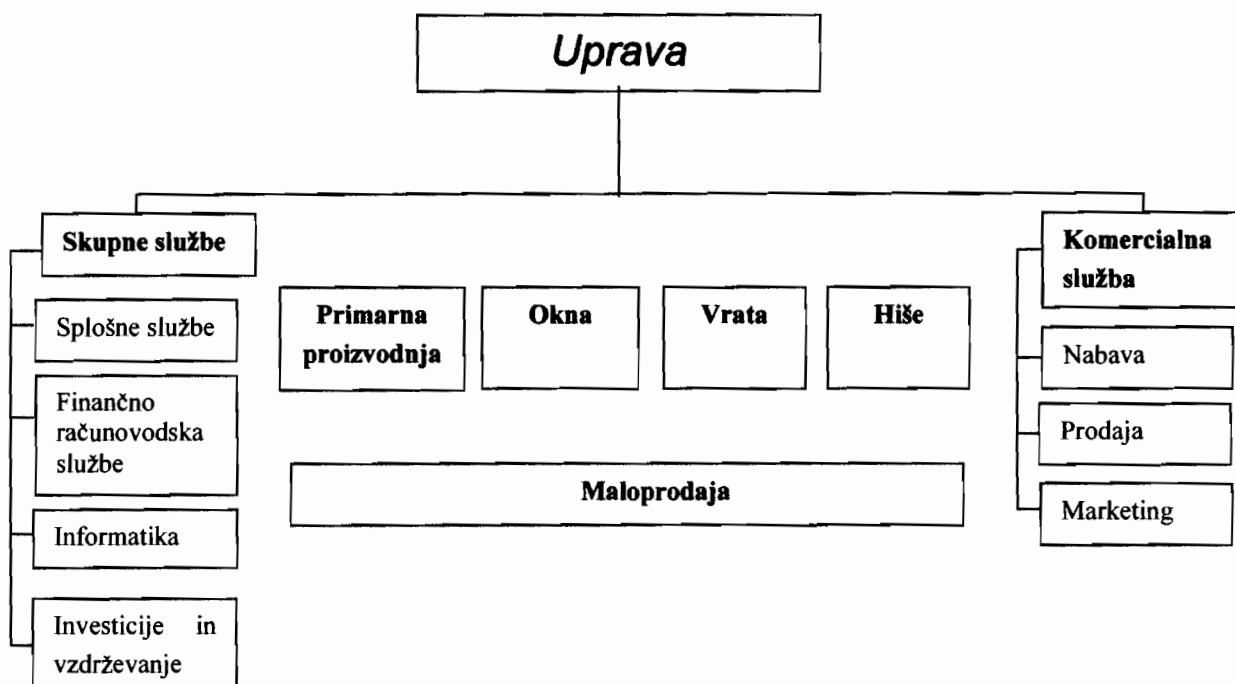 Uprava
Skupne službe
Splošne službe
Finančno
računovodska
službe
Informatika
Investicije in
vzdrževanje
Primarna
proizvodnja
Okna
Vrata
Hiše
Maloprodaja
Komercialna
služba
Nabava
Prodaja
Marketing